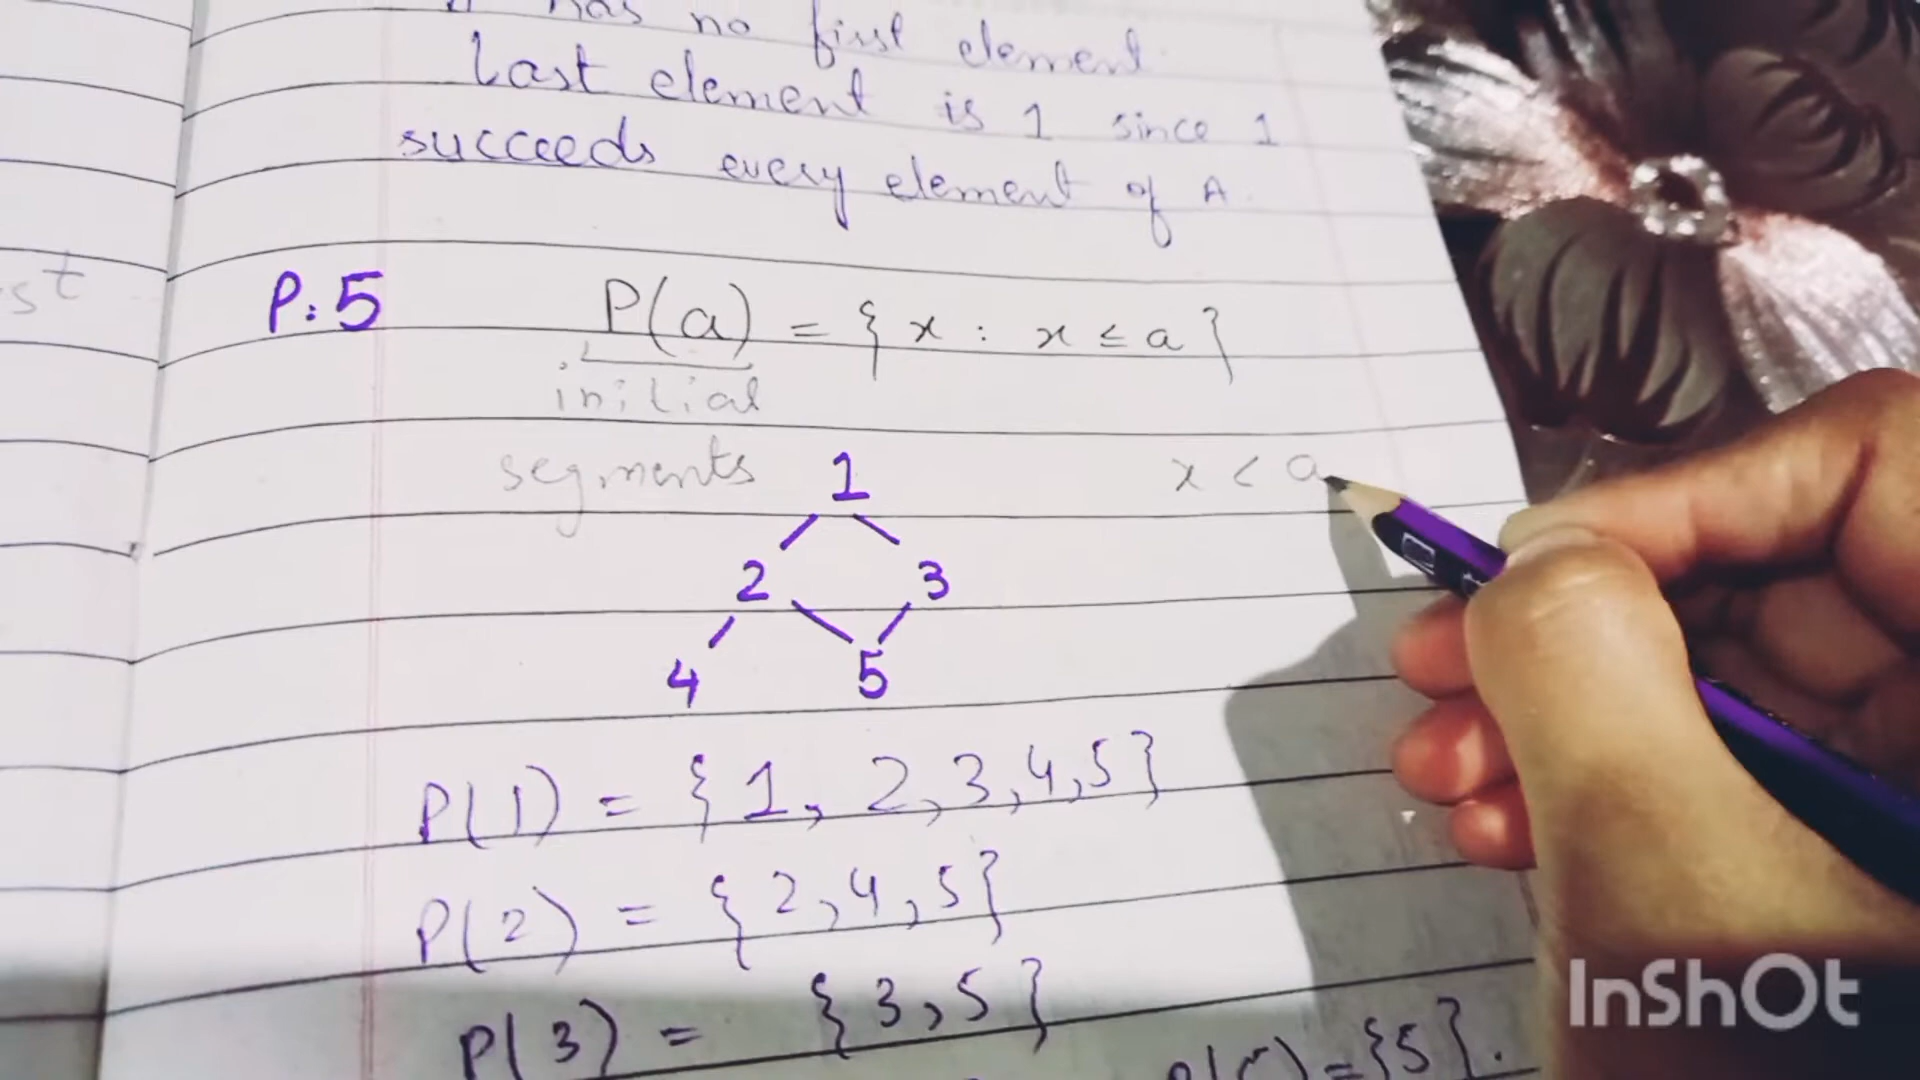 has no first element.
Last element is 1 since 1
succeeds every element of A.
st
P:5 P(a) = { x : x ≤ a }
initial
segments
x < a
1
2 3
4 5
P(1) = { 1, 2, 3, 4, 5 }
P(2) = { 2, 4, 5 }
P(3) = { 3, 5 }
= {5}.
InShOt